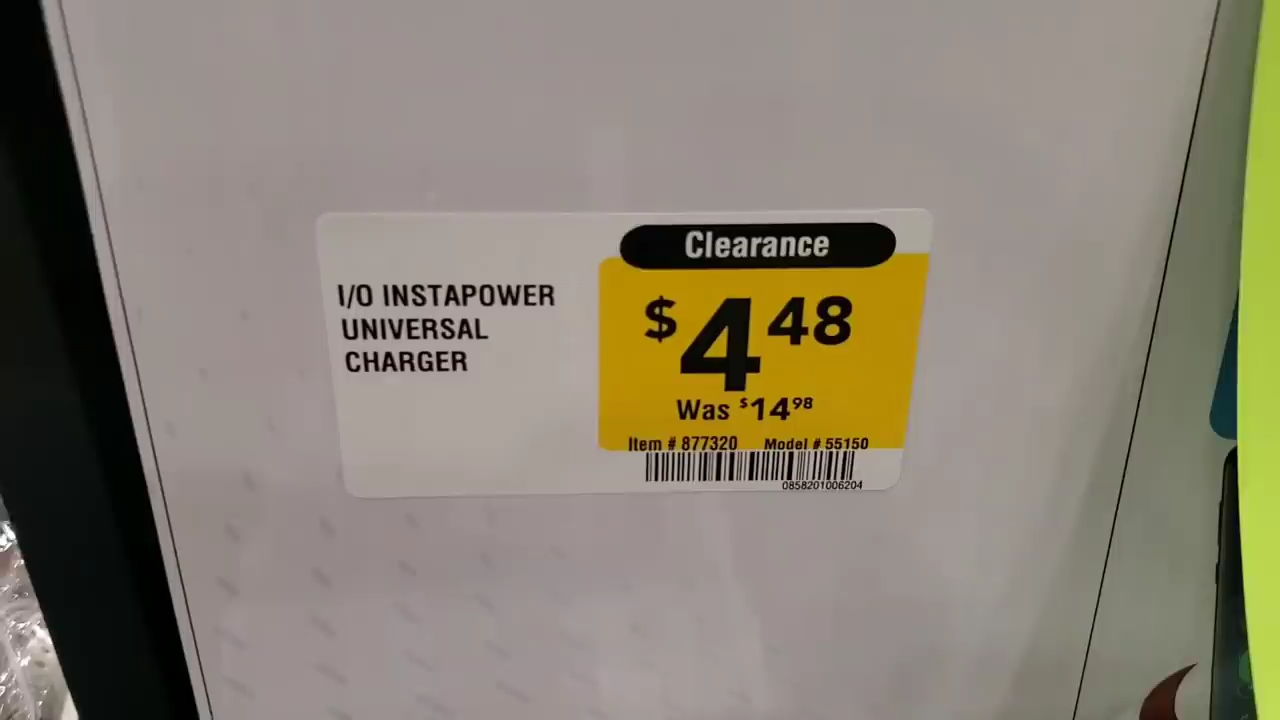 I/O INSTAPOWER
UNIVERSAL
CHARGER
Clearance
$4 48
Was $14 98
Item # 877320 Model # 55150
0858201006204